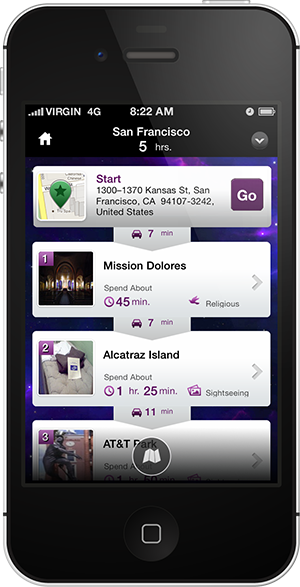 VIRGIN 4G 8:22 AM
San Francisco
5 hrs.
Start
1300–1370 Kansas St, San
Francisco, CA 94107-3242,
United States
Go
7 min
1
Mission Dolores
Spend About
45 min.
Religious
7 min
2
Alcatraz Island
Spend About
1 hr. 25 min.
Sightseeing
11 min
3
AT&T Park
Spend About